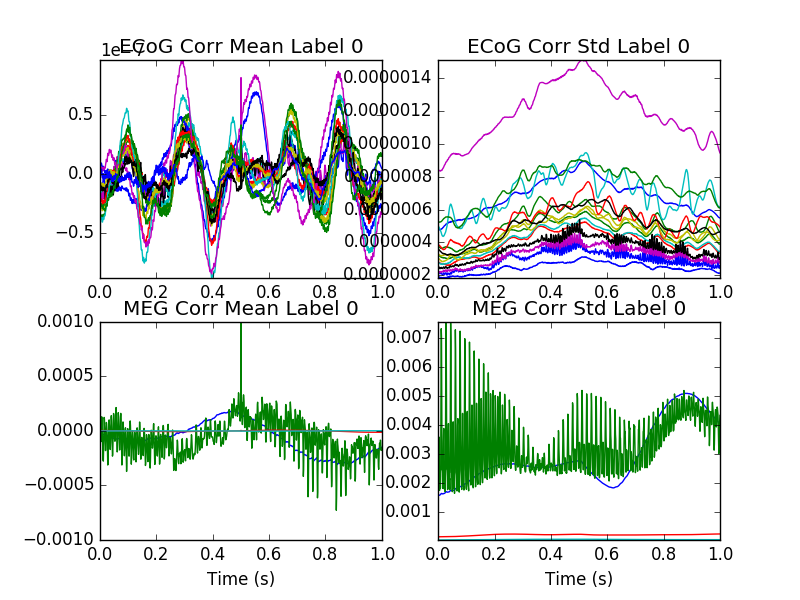 1e−7
ECoG Corr Mean Label 0
0.5
0.0
−0.5
0.0 0.2 0.4 0.6 0.8 1.0
ECoG Corr Std Label 0
0.0000014
0.0000012
0.0000010
0.0000008
0.0000006
0.0000004
0.0000002
0.0 0.2 0.4 0.6 0.8 1.0
MEG Corr Mean Label 0
0.0010
0.0005
0.0000
−0.0005
−0.0010
0.0 0.2 0.4 0.6 0.8 1.0
Time (s)
MEG Corr Std Label 0
0.007
0.006
0.005
0.004
0.003
0.002
0.001
0.0 0.2 0.4 0.6 0.8 1.0
Time (s)